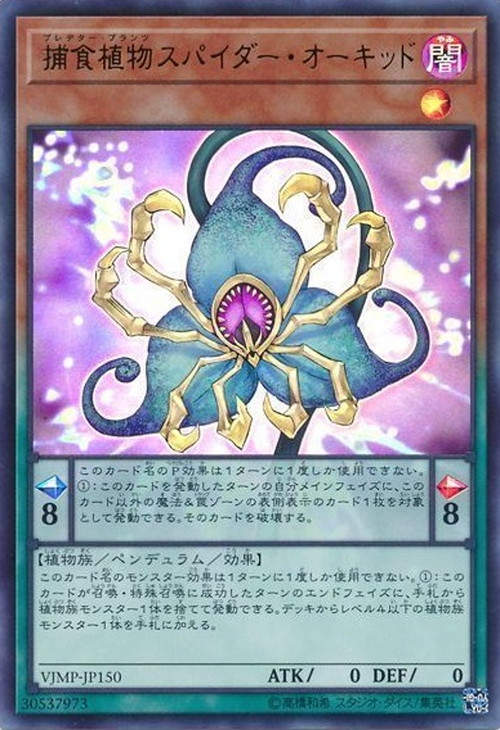 プレデター・プランツ
捕食植物スパイダー・オーキッド
やみ
闇
このカード名のP効果は1ターンに1度しか使用できない。
①:このカードを発動したターンの自分メインフェイズに、この
カード以外の魔法&罠ゾーンの表側表示のカード1枚を対象
として発動できる。そのカードを破壊する。
8
8
【植物族/ペンデュラム/効果】
このカード名のモンスター効果は1ターンに1度しか使用できない。①:この
カードが召喚・特殊召喚に成功したターンのエンドフェイズに、手札から
植物族モンスター1体を捨てて発動できる。デッキからレベル4以下の植物族
モンスター1体を手札に加える。
VJMP-JP150
ATK/ 0 DEF/ 0
30537973
©高橋和希 スタジオ・ダイス/集英社